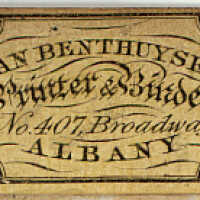 AN BENTHUYSE
Printer & Binde
No. 407, Broadwa
ALBANY